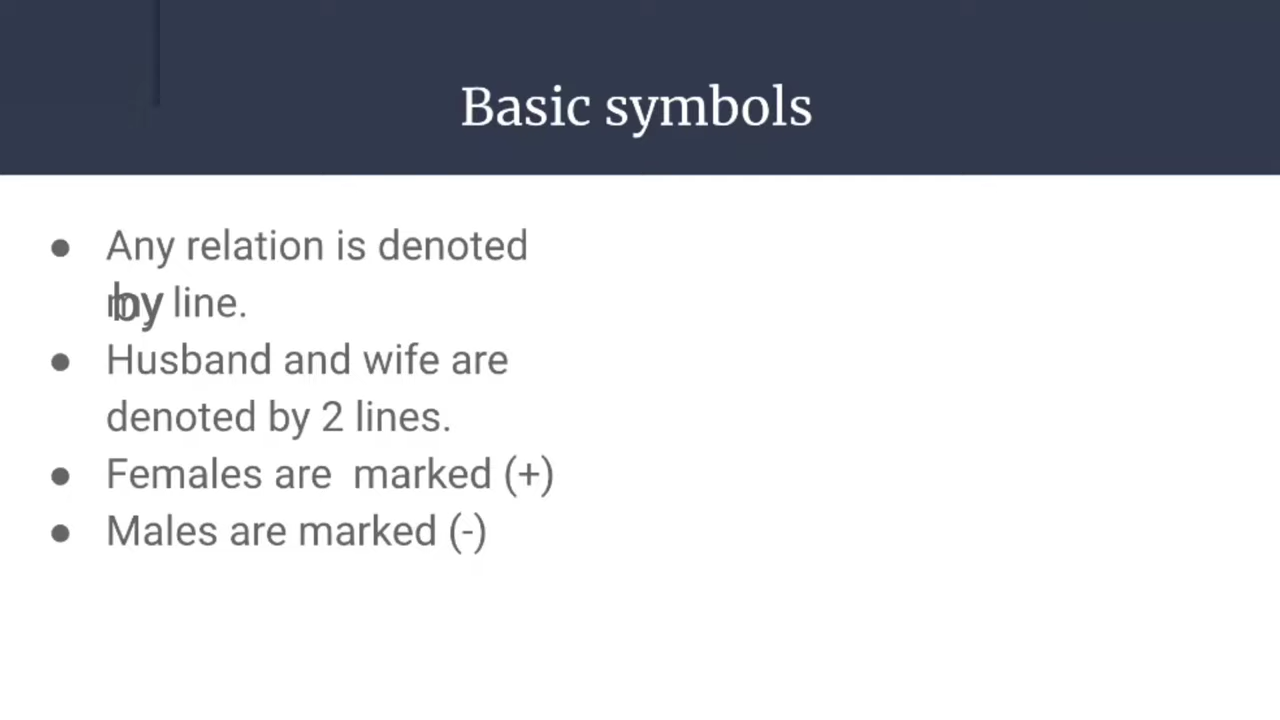 Basic symbols
● Any relation is denoted
by line.
● Husband and wife are
denoted by 2 lines.
● Females are marked (+)
● Males are marked (-)